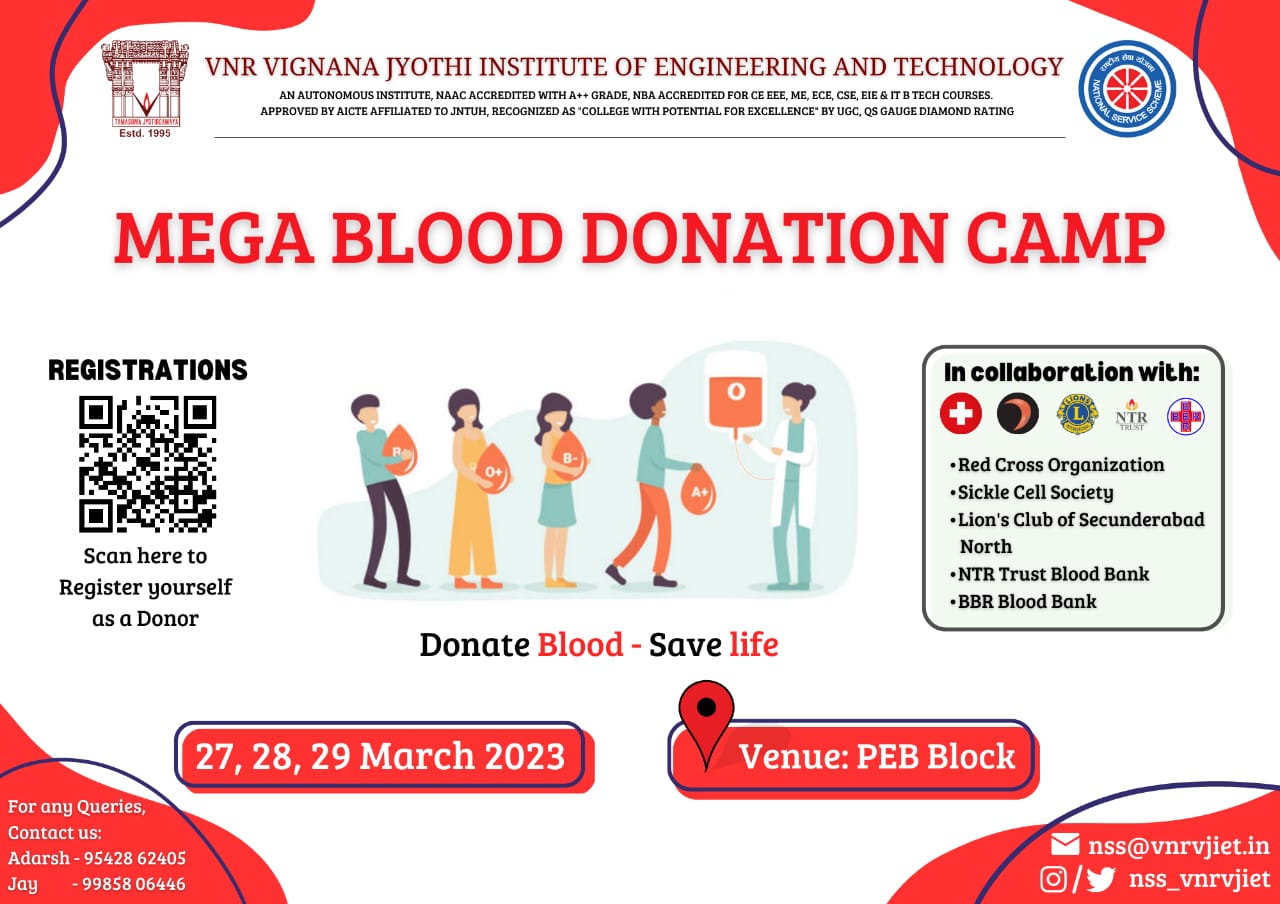 VNR VIGNANA JYOTHI INSTITUTE OF ENGINEERING AND TECHNOLOGY
AN AUTONOMOUS INSTITUTE, NAAC ACCREDITED WITH A++ GRADE, NBA ACCREDITED FOR CE EEE, ME, ECE, CSE, EIE & IT B TECH COURSES.
APPROVED BY AICTE AFFILIATED TO JNTUH, RECOGNIZED AS "COLLEGE WITH POTENTIAL FOR EXCELLENCE" BY UGC, QS GAUGE DIAMOND RATING
TAMASOMA JYOTIRGAMAYA
Estd. 1995
राष्ट्रीय सेवा योजना
NATIONAL SERVICE SCHEME
MEGA BLOOD DONATION CAMP
REGISTRATIONS
Scan here to
Register yourself
as a Donor
O+
B-
A+
O
In collaboration with:
LIONS
L
NTR
TRUST
•Red Cross Organization
•Sickle Cell Society
•Lion's Club of Secunderabad
North
•NTR Trust Blood Bank
•BBR Blood Bank
Donate Blood - Save life
27, 28, 29 March 2023
Venue: PEB Block
For any Queries,
Contact us:
Adarsh - 95428 62405
Jay - 99858 06446
nss@vnrvjiet.in
/ nss_vnrvjiet